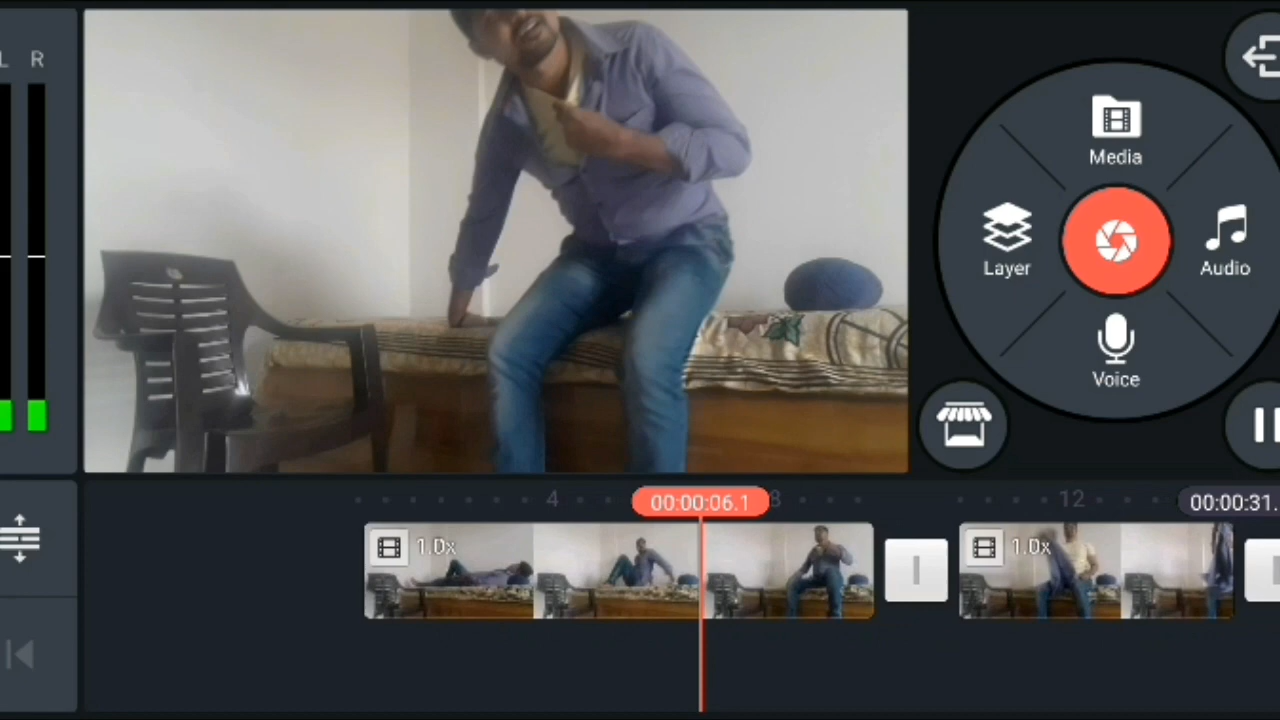 L R
Media
Layer
Audio
Voice
4
00:00:06.1
8
12
00:00:31.
1.0x
1.0x